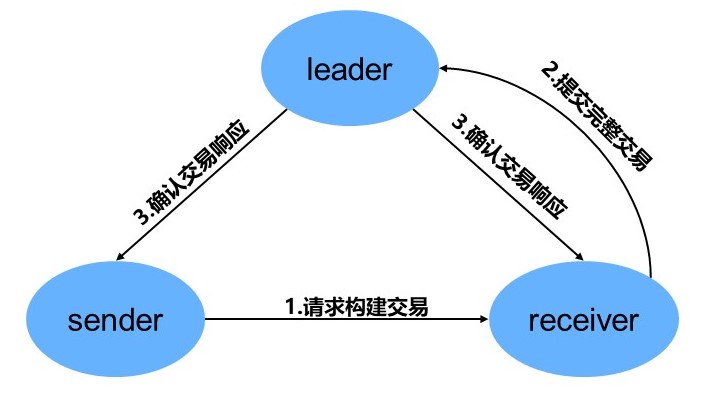 leader
2.提交完整交易
3.确认交易响应
3.确认交易响应
sender
1.请求构建交易
receiver